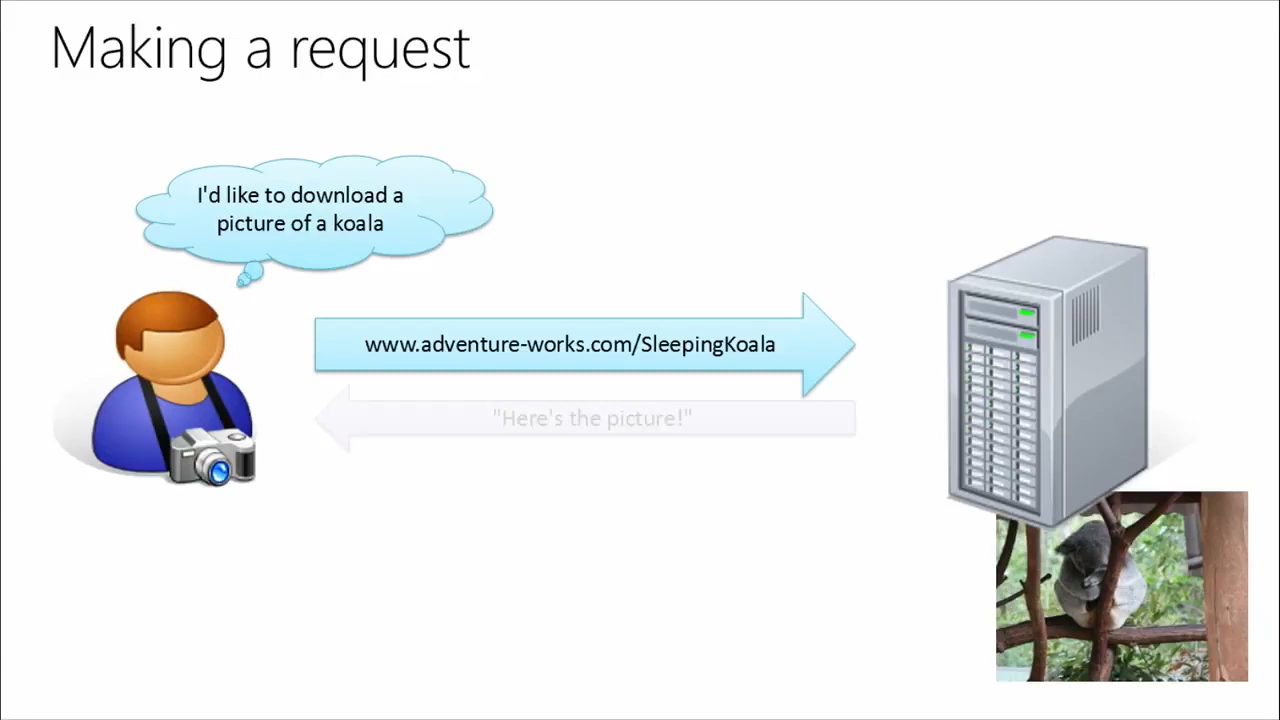 Making a request
I'd like to download a
picture of a koala
www.adventure-works.com/SleepingKoala
"Here's the picture!"